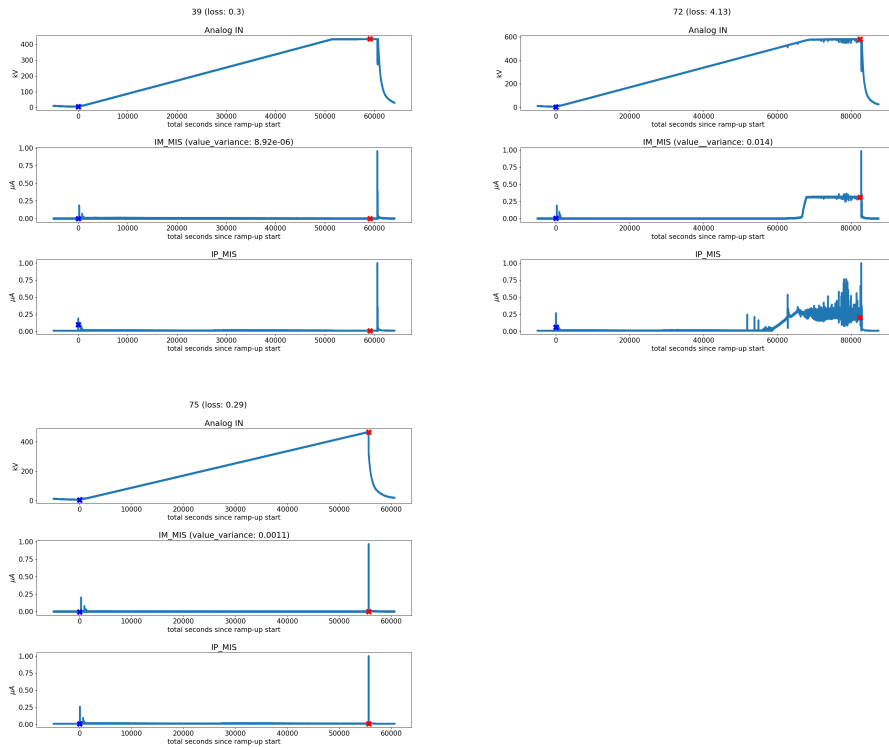 39 (loss: 0.3)
Analog IN
kV
400
300
200
100
0
0 10000 20000 30000 40000 50000 60000
total seconds since ramp-up start
IM_MIS (value_variance: 8.92e-06)
μA
1.00
0.75
0.50
0.25
0.00
0 10000 20000 30000 40000 50000 60000
total seconds since ramp-up start
IP_MIS
μA
1.00
0.75
0.50
0.25
0.00
0 10000 20000 30000 40000 50000 60000
total seconds since ramp-up start
72 (loss: 4.13)
Analog IN
kV
600
400
200
0
0 20000 40000 60000 80000
total seconds since ramp-up start
IM_MIS (value__variance: 0.014)
μA
1.00
0.75
0.50
0.25
0.00
0 20000 40000 60000 80000
total seconds since ramp-up start
IP_MIS
μA
1.00
0.75
0.50
0.25
0.00
0 20000 40000 60000 80000
total seconds since ramp-up start
75 (loss: 0.29)
Analog IN
kV
400
200
0
0 10000 20000 30000 40000 50000 60000
total seconds since ramp-up start
IM_MIS (value_variance: 0.0011)
μA
1.00
0.75
0.50
0.25
0.00
0 10000 20000 30000 40000 50000 60000
total seconds since ramp-up start
IP_MIS
μA
1.00
0.75
0.50
0.25
0.00
0 10000 20000 30000 40000 50000 60000
total seconds since ramp-up start